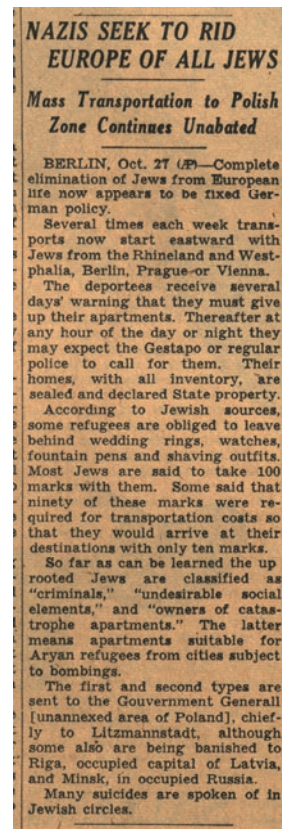 NAZIS SEEK TO RID
EUROPE OF ALL JEWS
Mass Transportation to Polish
Zone Continues Unabated
BERLIN, Oct. 27 (AP)—Complete
elimination of Jews from European
life now appears to be fixed Ger-
man policy.
Several times each week trans-
ports now start eastward with
Jews from the Rhineland and West-
phalia, Berlin, Prague or Vienna.
The deportees receive several
days' warning that they must give
up their apartments. Thereafter at
any hour of the day or night they
may expect the Gestapo or regular
police to call for them. Their
homes, with all inventory, are
sealed and declared State property.
According to Jewish sources,
some refugees are obliged to leave
behind wedding rings, watches,
fountain pens and shaving outfits.
Most Jews are said to take 100
marks with them. Some said that
ninety of these marks were re-
quired for transportation costs so
that they would arrive at their
destinations with only ten marks.
So far as can be learned the up
rooted Jews are classified as
"criminals," "undesirable social
elements," and "owners of catas-
trophe apartments." The latter
means apartments suitable for
Aryan refugees from cities subject
to bombings.
The first and second types are
sent to the Gouvernment Generall
[unannexed area of Poland], chief-
ly to Litzmannstadt, although
some also are being banished to
Riga, occupied capital of Latvia,
and Minsk, in occupied Russia.
Many suicides are spoken of in
Jewish circles.